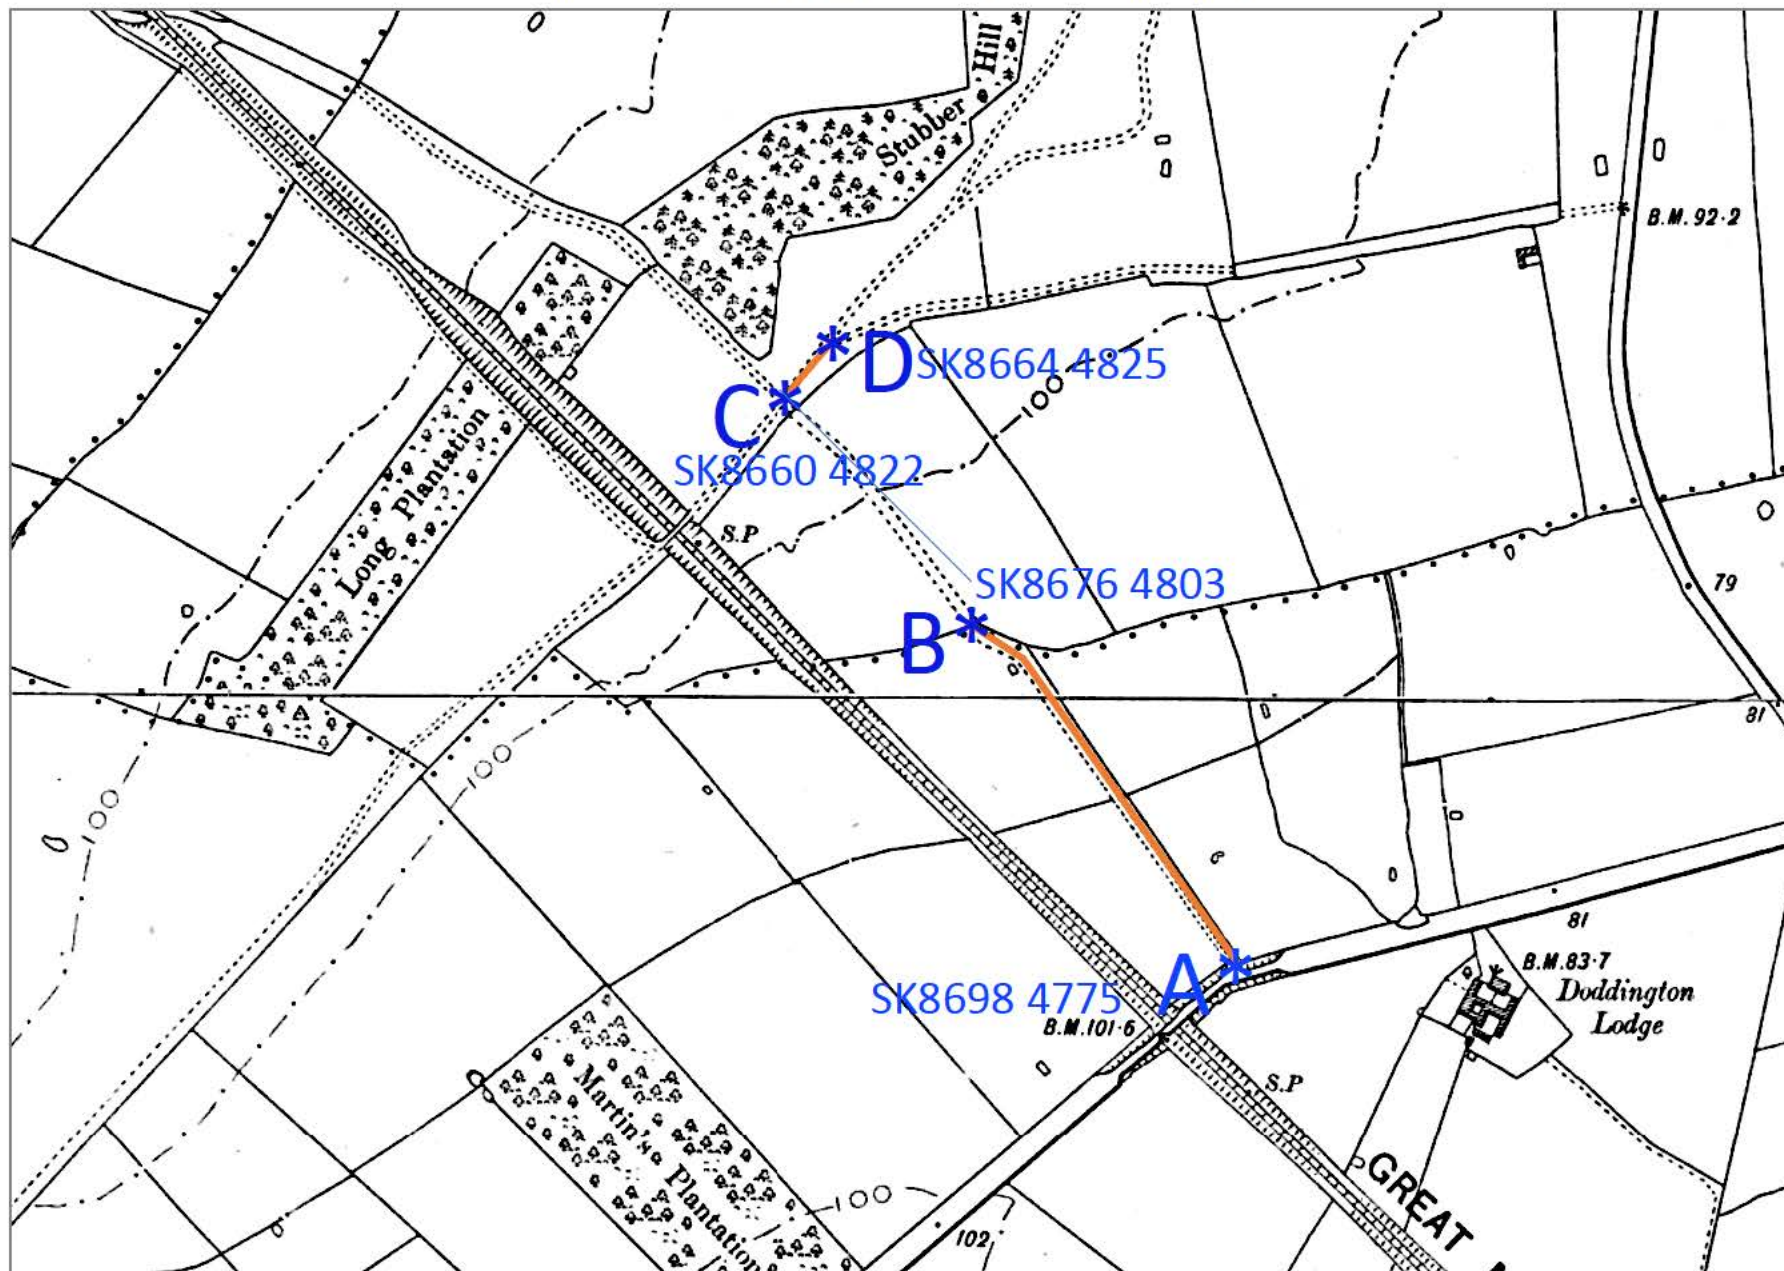 Hill
Stubber
B.M. 92·2
D
SK8664 4825
100
C
SK8660 4822
Long Plantation
S.P
SK8676 4803
79
B
81
100
100
81
A
SK8698 4775
B.M.83·7
Doddington
Lodge
B.M.101·6
S.P
Martin's Plantation
100
GREAT
102